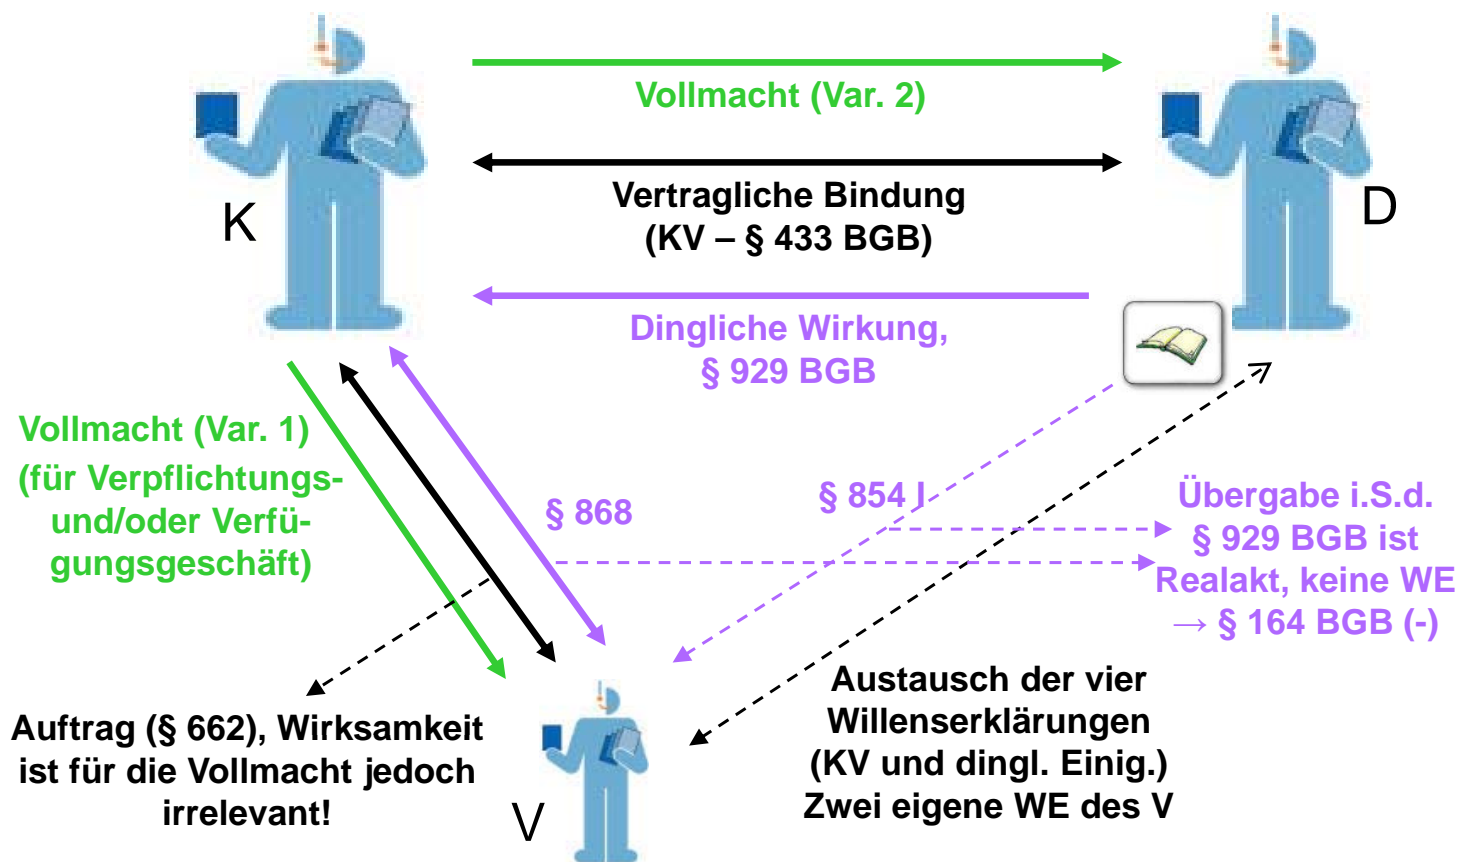 Vollmacht (Var. 2)
Vertragliche Bindung
(KV – § 433 BGB)
K
D
Dingliche Wirkung,
§ 929 BGB
Vollmacht (Var. 1)
(für Verpflichtungs-
und/oder Verfü-
gungsgeschäft)
§ 868
§ 854 I
Übergabe i.S.d.
§ 929 BGB ist
Realakt, keine WE
→ § 164 BGB (-)
Auftrag (§ 662), Wirksamkeit
ist für die Vollmacht jedoch
irrelevant!
V
Austausch der vier
Willenserklärungen
(KV und dingl. Einig.)
Zwei eigene WE des V